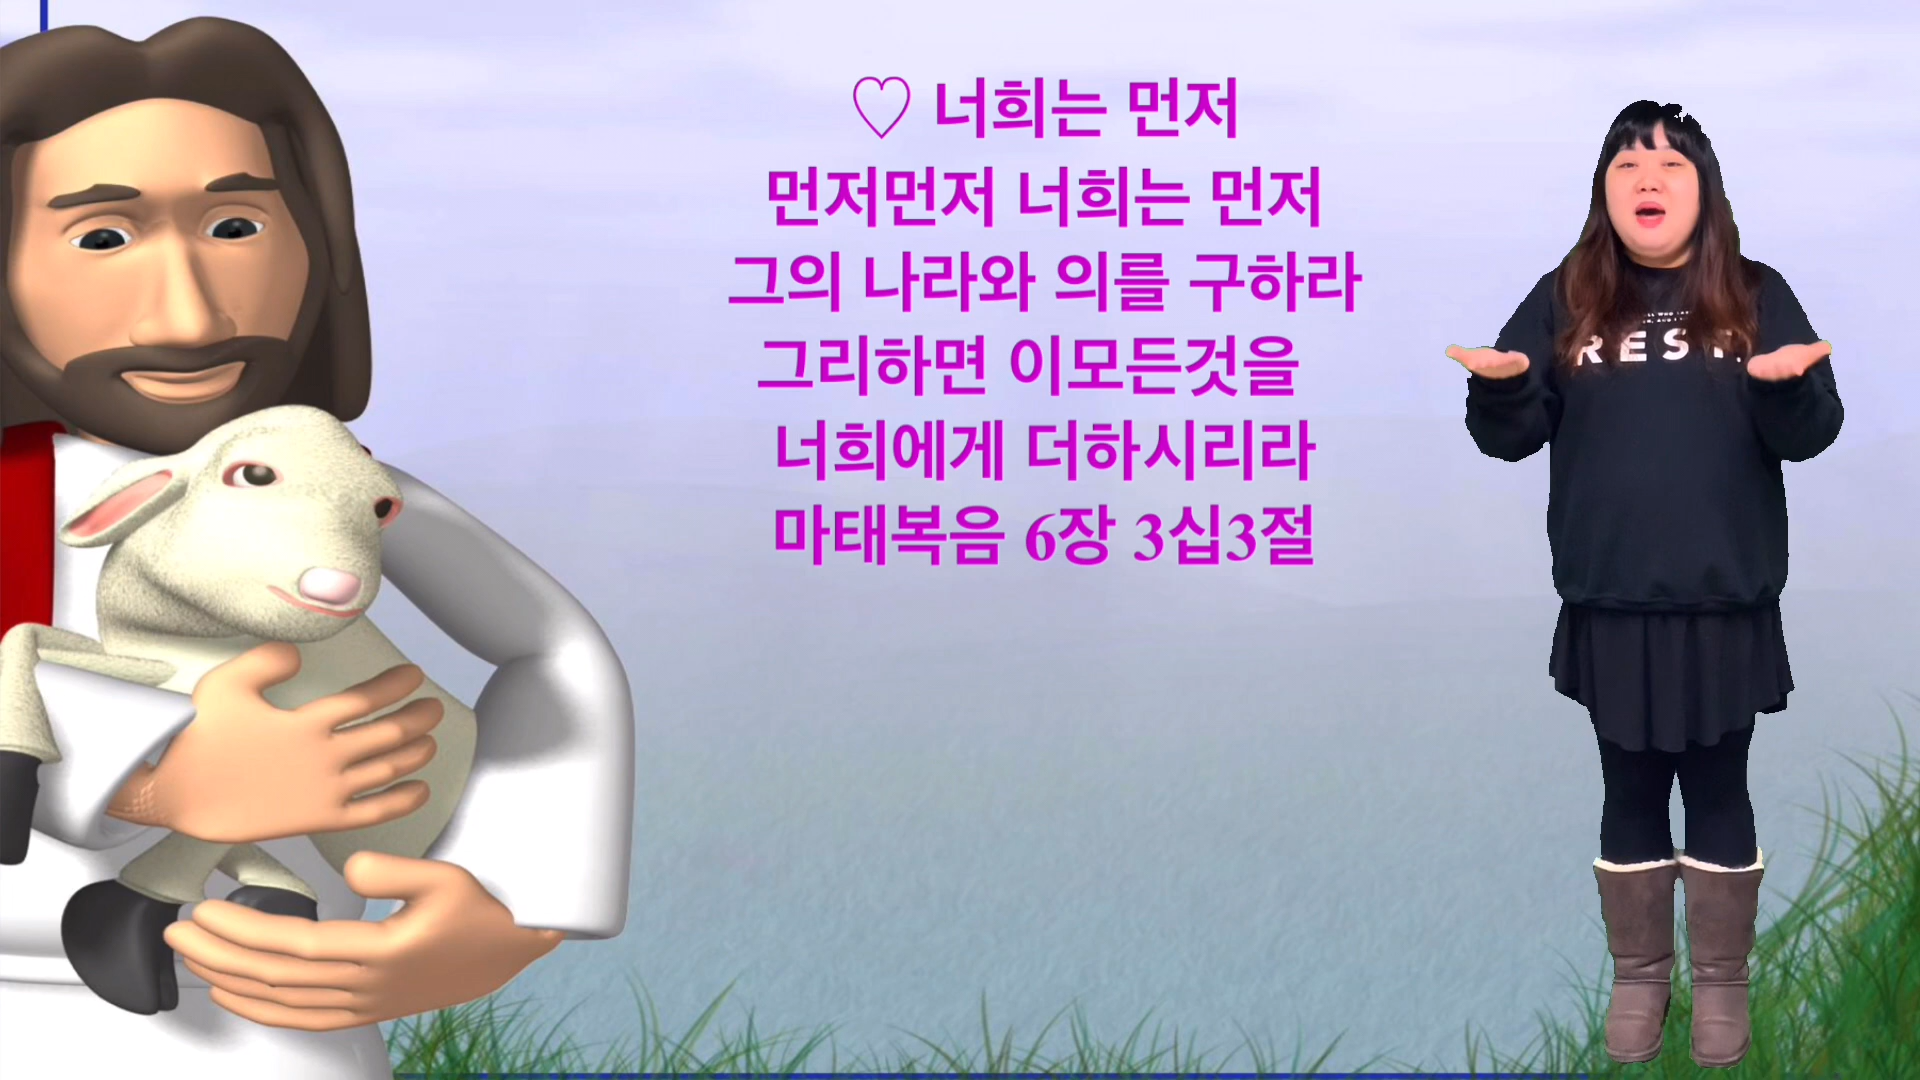 ♡ 너희는 먼저
먼저먼저 너희는 먼저
그의 나라와 의를 구하라
그리하면 이모든것을
너희에게 더하시리라
마태복음 6장 3십3절
REST